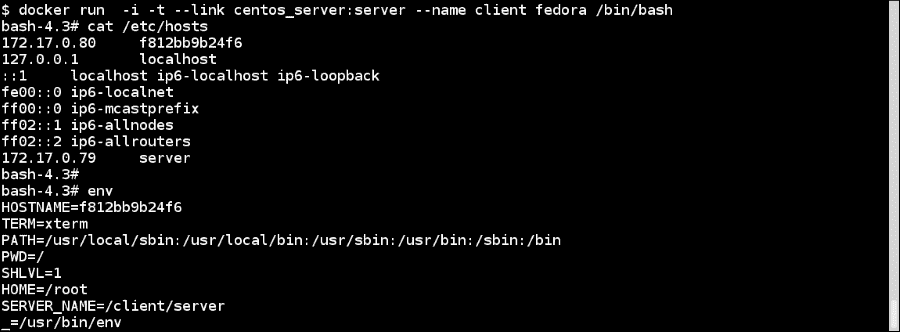 $ docker run  -i -t --link centos_server:server --name client fedora /bin/bash
bash-4.3# cat /etc/hosts
172.17.0.80     f812bb9b24f6
127.0.0.1       localhost
::1     localhost ip6-localhost ip6-loopback
fe00::0 ip6-localnet
ff00::0 ip6-mcastprefix
ff02::1 ip6-allnodes
ff02::2 ip6-allrouters
172.17.0.79     server
bash-4.3#
bash-4.3# env
HOSTNAME=f812bb9b24f6
TERM=xterm
PATH=/usr/local/sbin:/usr/local/bin:/usr/sbin:/usr/bin:/sbin:/bin
PWD=/
SHLVL=1
HOME=/root
SERVER_NAME=/client/server
_=/usr/bin/env